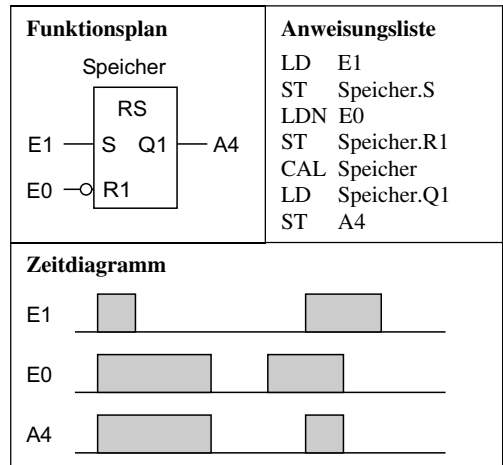 Funktionsplan
Speicher
RS
E1 S Q1 A4
E0 R1
Anweisungsliste
LD E1
ST Speicher.S
LDN E0
ST Speicher.R1
CAL Speicher
LD Speicher.Q1
ST A4
Zeitdiagramm
E1
E0
A4